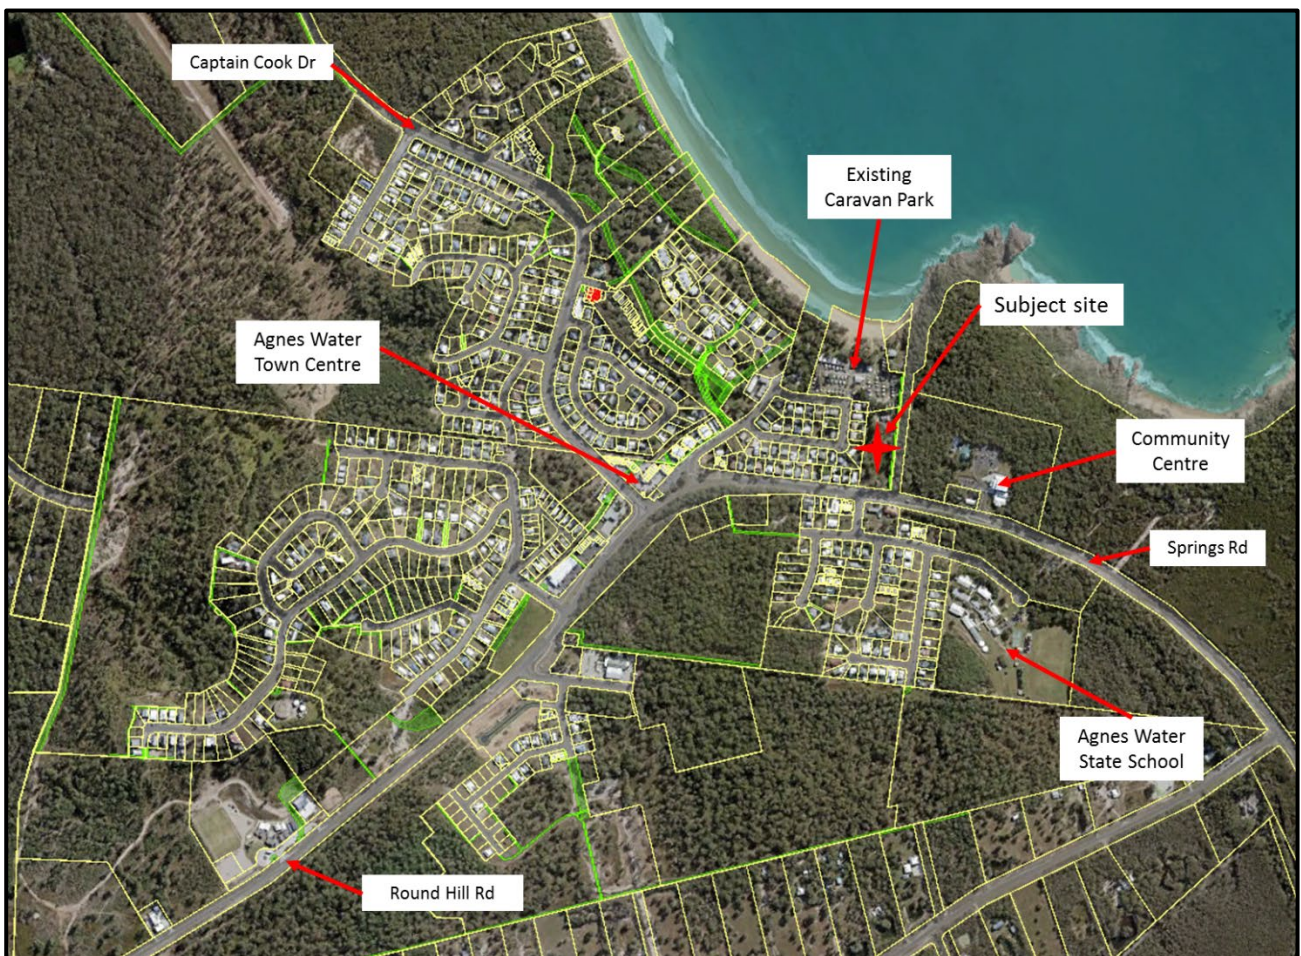 Captain Cook Dr
Existing
Caravan Park
Subject site
Agnes Water
Town Centre
Community
Centre
Springs Rd
Agnes Water
State School
Round Hill Rd